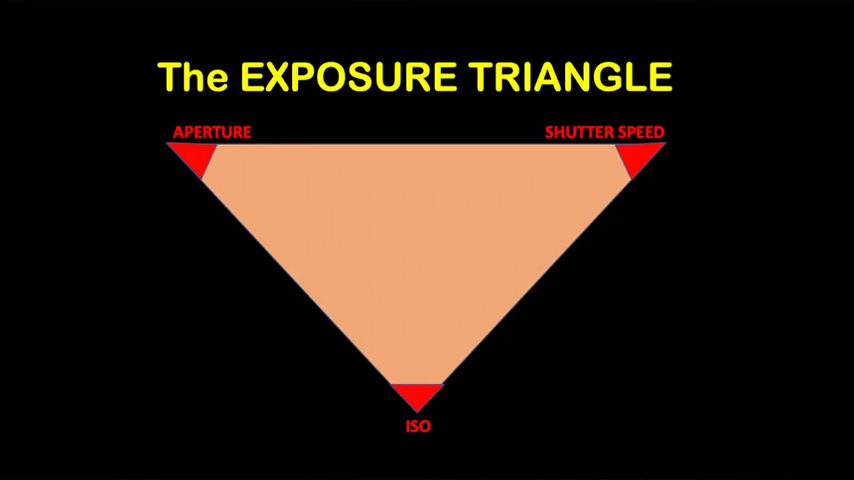 The EXPOSURE TRIANGLE
APERTURE
SHUTTER SPEED
ISO